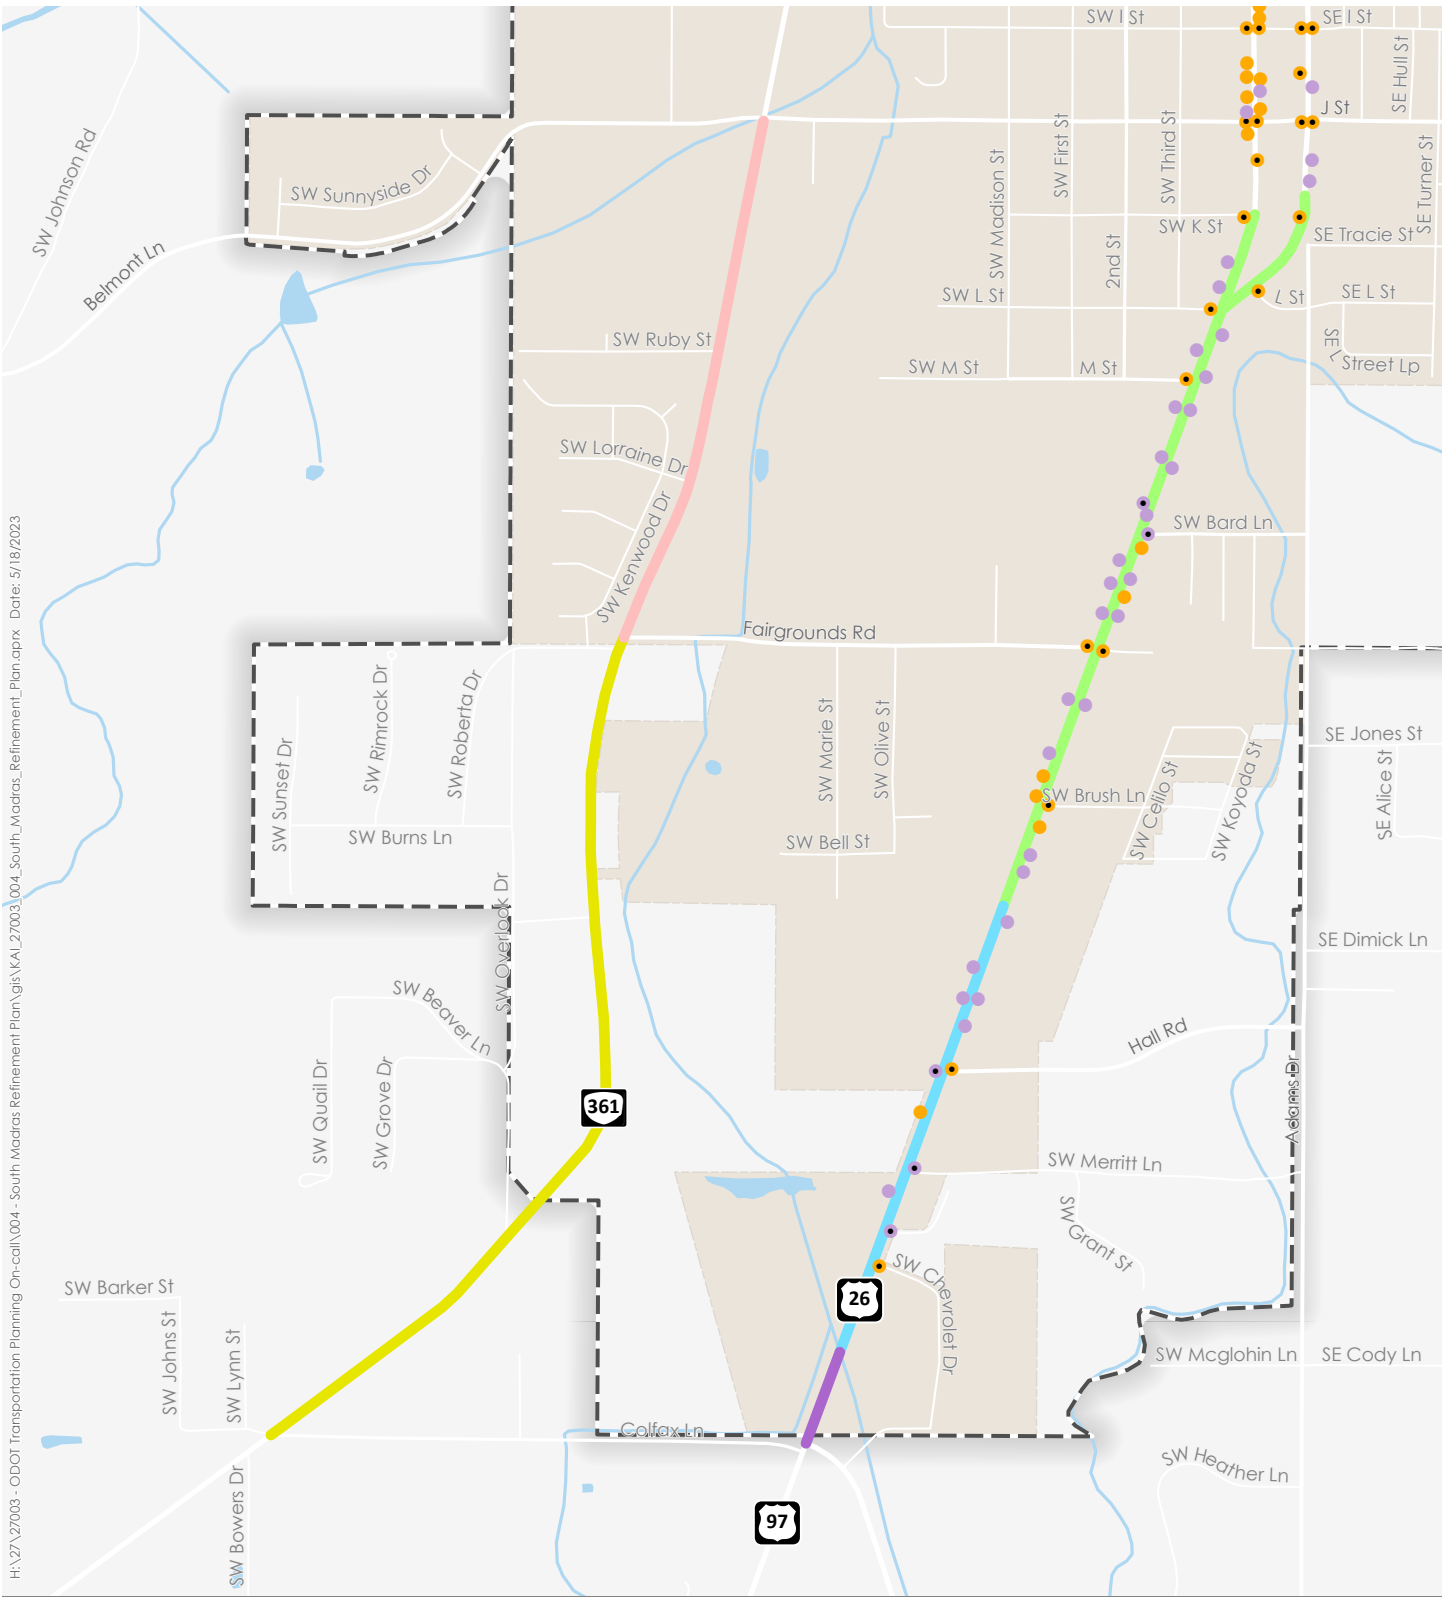 SW I St
SE I St
SE Hull St
J St
SW Johnson Rd
SW Sunnyside Dr
SW Madison St
SW First St
SW Third St
SE Turner St
Belmont Ln
SW K St
SE Tracie St
2nd St
SW L St
L St
SE L St
SW Ruby St
SE L
Street Lp
SW M St
M St
SW Lorraine Dr
SW Kenwood Dr
SW Bard Ln
Fairgrounds Rd
SW Sunset Dr
SW Rimrock Dr
SW Roberta Dr
SW Marie St
SW Olive St
SE Jones St
SW Brush Ln
SW Celilo St
SW Koyoda St
SE Alice St
SW Burns Ln
SW Bell St
SW Overlook Dr
SE Dimick Ln
SW Beaver Ln
Hall Rd
SW Quail Dr
SW Grove Dr
361
Adams Dr
SW Merritt Ln
SW Grant St
SW Chevrolet Dr
SW Barker St
26
SW Johns St
SW Lynn St
SW Mcglohin Ln
SE Cody Ln
Colfax Ln
SW Heather Ln
SW Bowers Dr
97
H:\27\27003 - ODOT Transportation Planning On-call\004 - South Madras Refinement Plan\gis\KAI_27003_004_South_Madras_Refinement_Plan.aprx Date: 5/18/2023